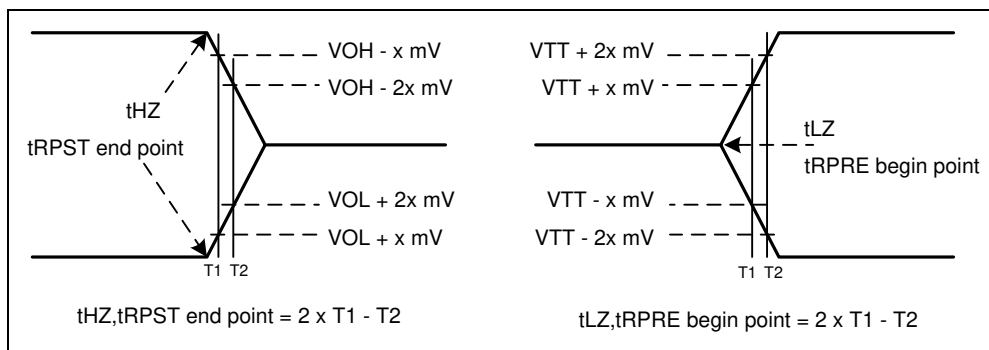 VOH - x mV
VOH - 2x mV
tHZ
tRPST end point
VOL + 2x mV
VOL + x mV
T1 T2
tHZ,tRPST end point = 2 x T1 - T2
VTT + 2x mV
VTT + x mV
tLZ
tRPRE begin point
VTT - x mV
VTT - 2x mV
T1 T2
tLZ,tRPRE begin point = 2 x T1 - T2